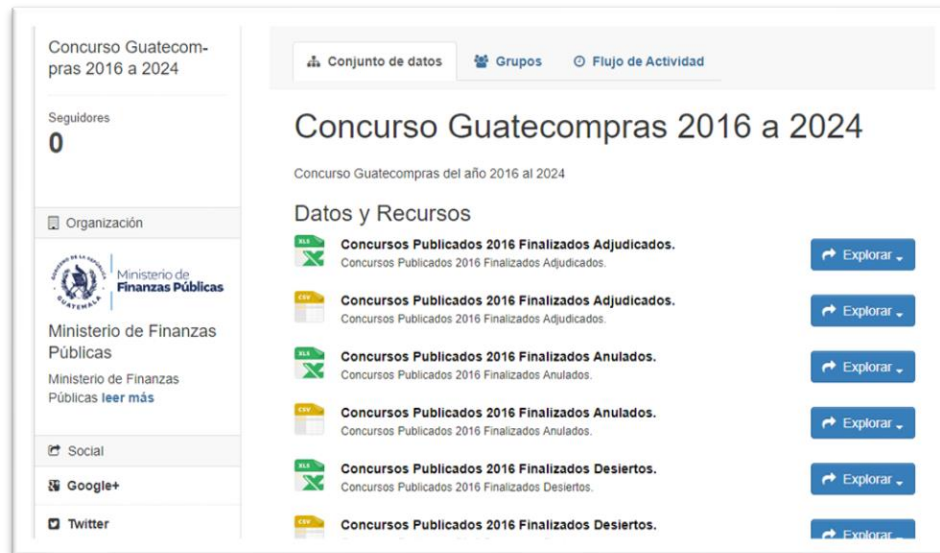 Concurso Guatecom-
pras 2016 a 2024
Seguidores
0
Organización
GOBIERNO DE LA REPÚBLICA
GUATEMALA
Ministerio de
Finanzas Públicas
Ministerio de Finanzas
Públicas
Ministerio de Finanzas
Públicas leer más
Social
Google+
Twitter
Conjunto de datos
Grupos
Flujo de Actividad
Concurso Guatecompras 2016 a 2024
Concurso Guatecompras del año 2016 al 2024
Datos y Recursos
XLS
Concursos Publicados 2016 Finalizados Adjudicados.
Explorar
Concursos Publicados 2016 Finalizados Adjudicados.
CSV
Concursos Publicados 2016 Finalizados Adjudicados.
Explorar
Concursos Publicados 2016 Finalizados Adjudicados.
XLS
Concursos Publicados 2016 Finalizados Anulados.
Explorar
Concursos Publicados 2016 Finalizados Anulados.
CSV
Concursos Publicados 2016 Finalizados Anulados.
Explorar
Concursos Publicados 2016 Finalizados Anulados.
XLS
Concursos Publicados 2016 Finalizados Desiertos.
Explorar
Concursos Publicados 2016 Finalizados Desiertos.
CSV
Concursos Publicados 2016 Finalizados Desiertos.
Explorar